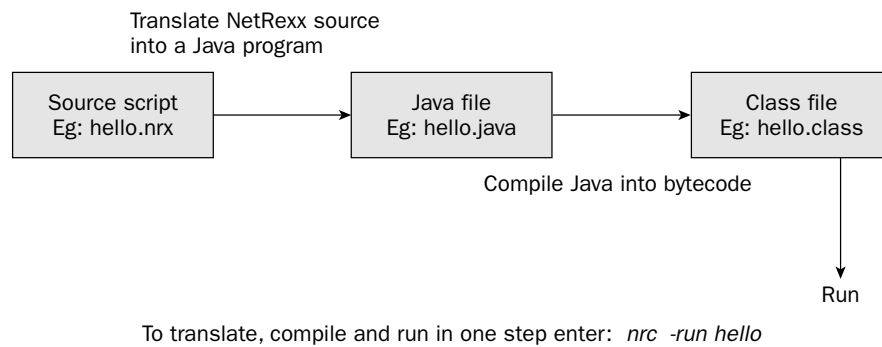 Translate NetRexx source
into a Java program
Source script
Eg: hello.nrx
Java file
Eg: hello.java
Class file
Eg: hello.class
Compile Java into bytecode
Run
To translate, compile and run in one step enter: nrc -run hello